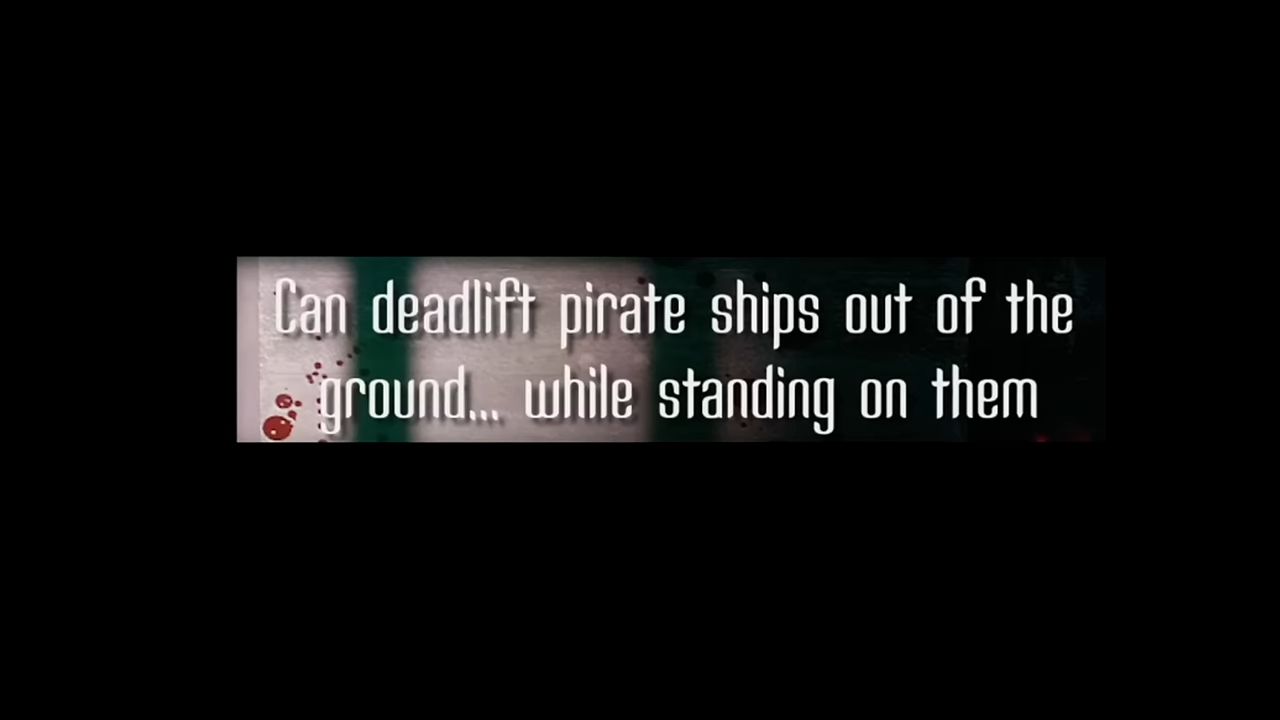 Can deadlift pirate ships out of the
ground... while standing on them